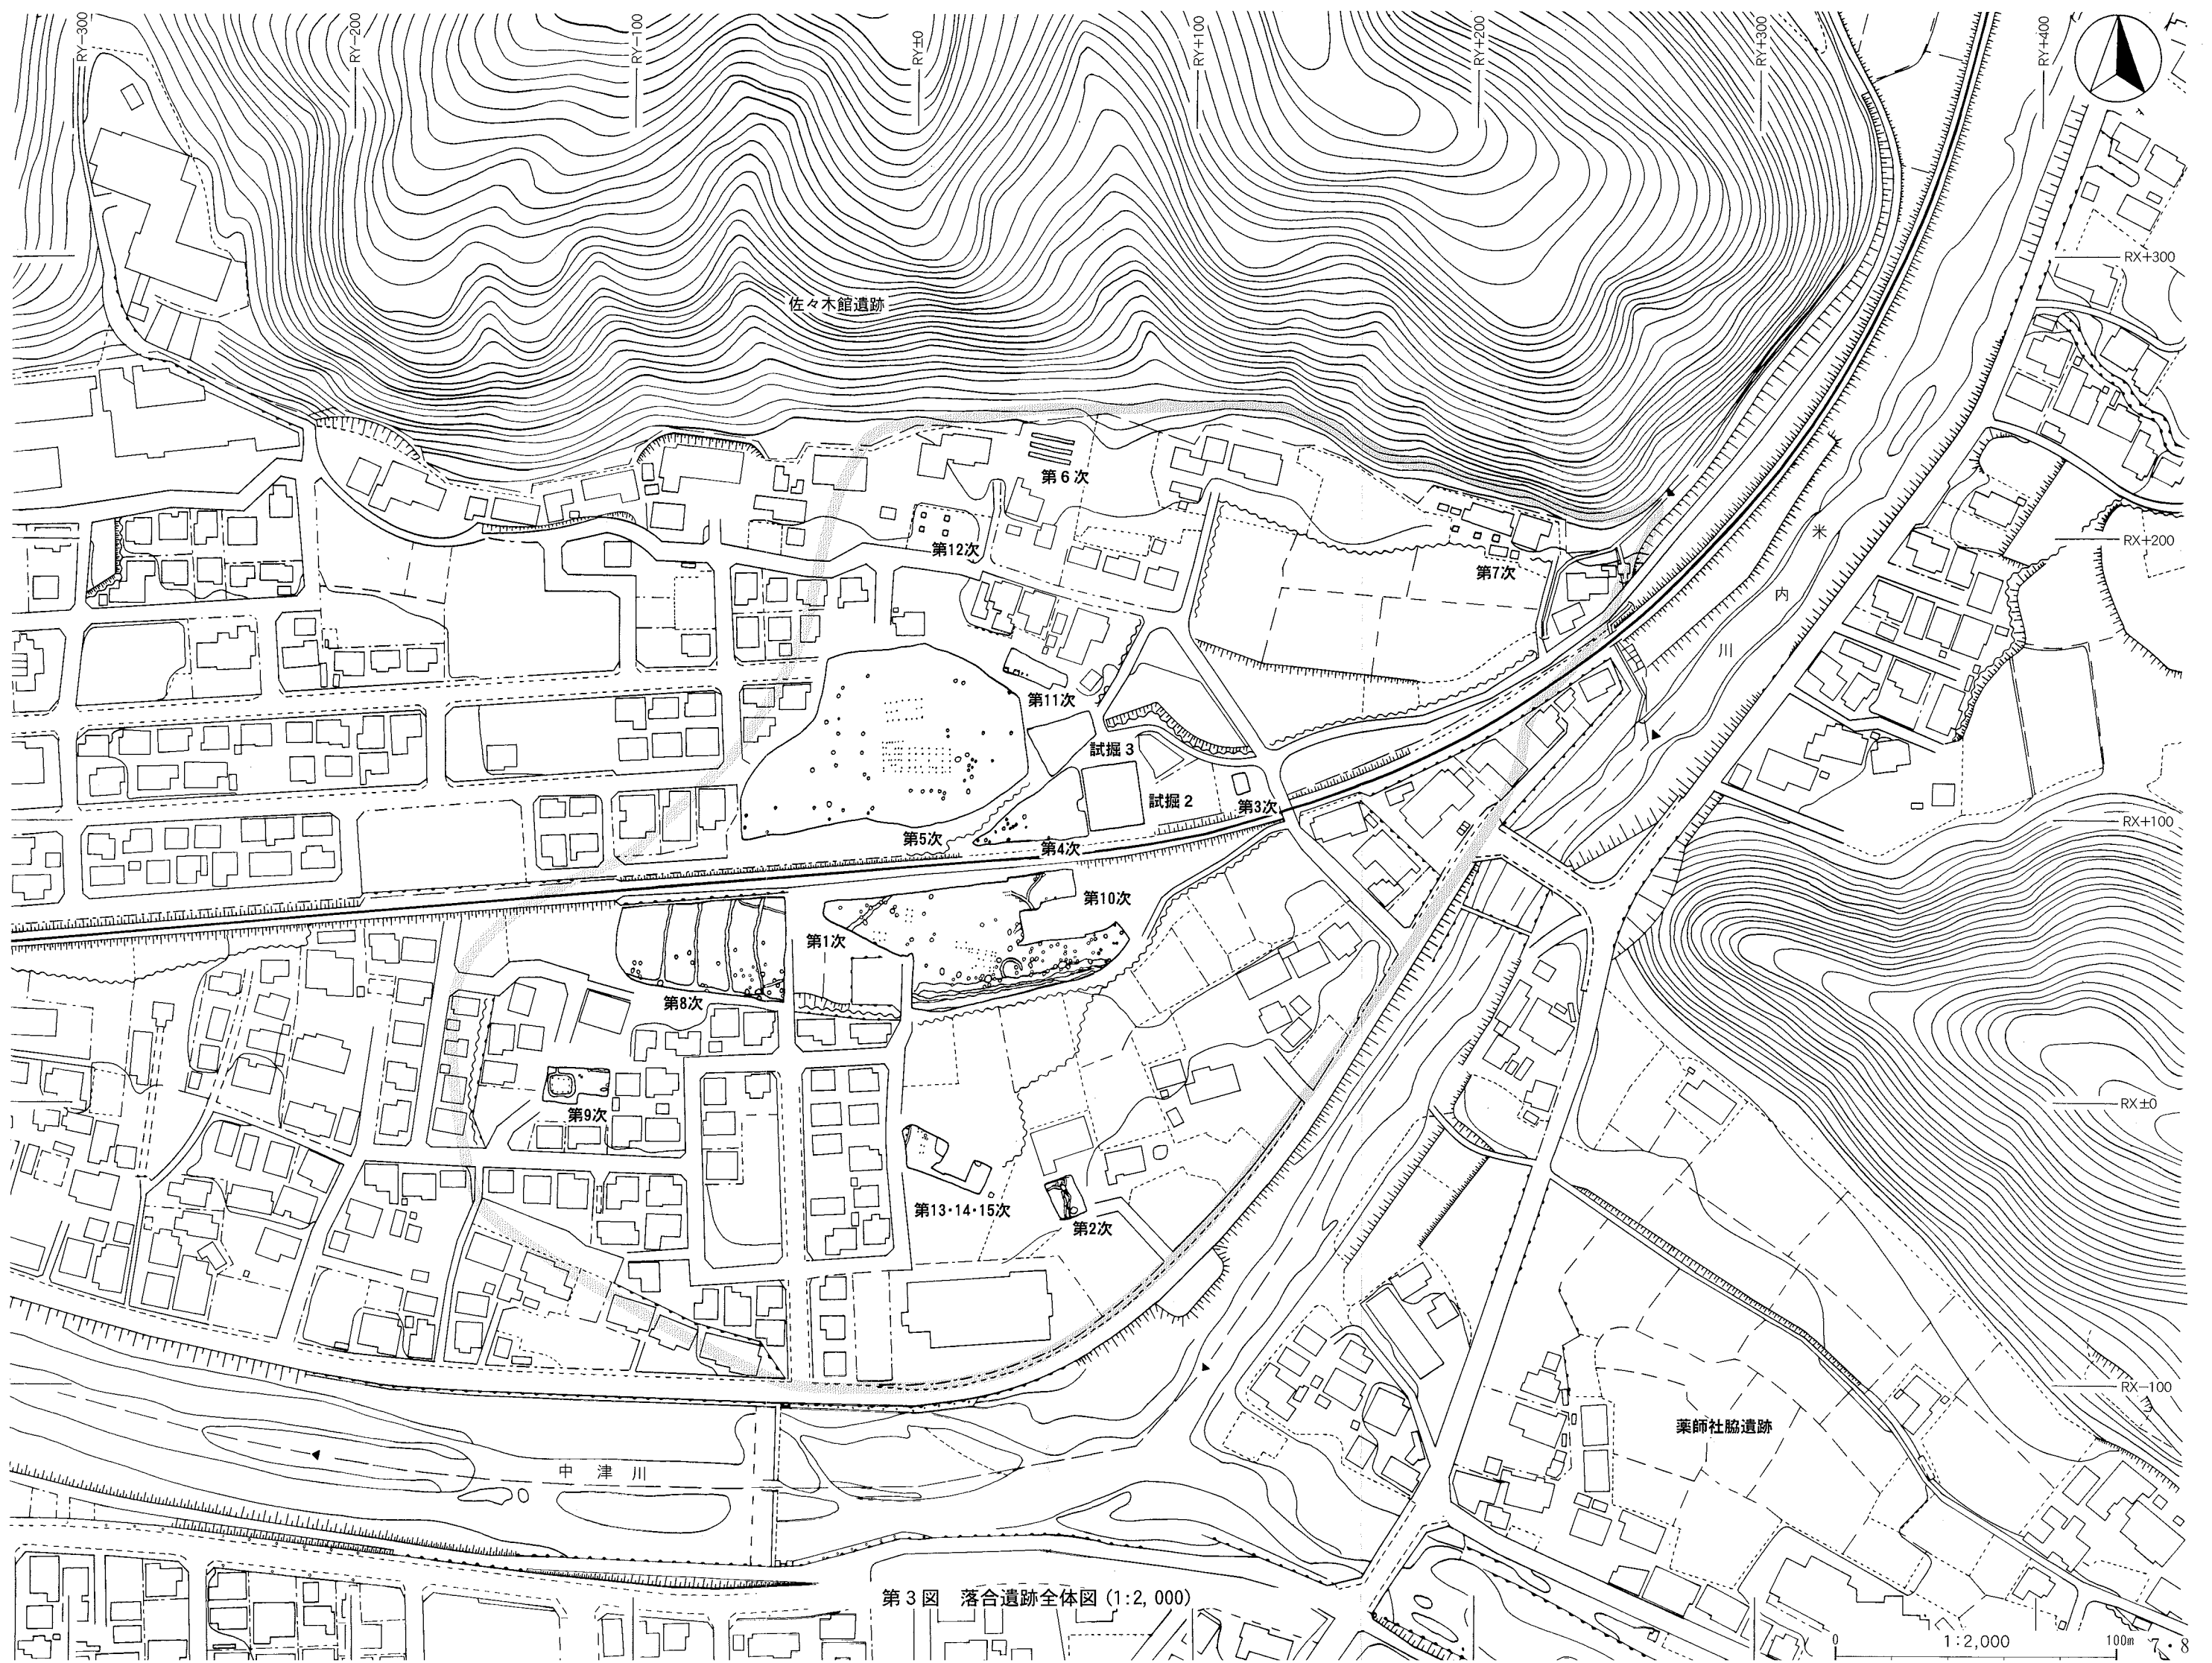 RY−300
RY−200
RY−100
RY±0
RY+100
RY+200
RY+300
RY+400
RX+300
佐々木館遺跡
第6次
第12次
第7次
米
内
川
RX+200
第11次
試掘3
試掘2
第3次
第5次
第4次
RX+100
第10次
第1次
第8次
第9次
RX±0
第13・14・15次
第2次
RX−100
薬師社脇遺跡
中津川
第3図 落合遺跡全体図 (1:2,000)
0 1:2,000 100m
7・8